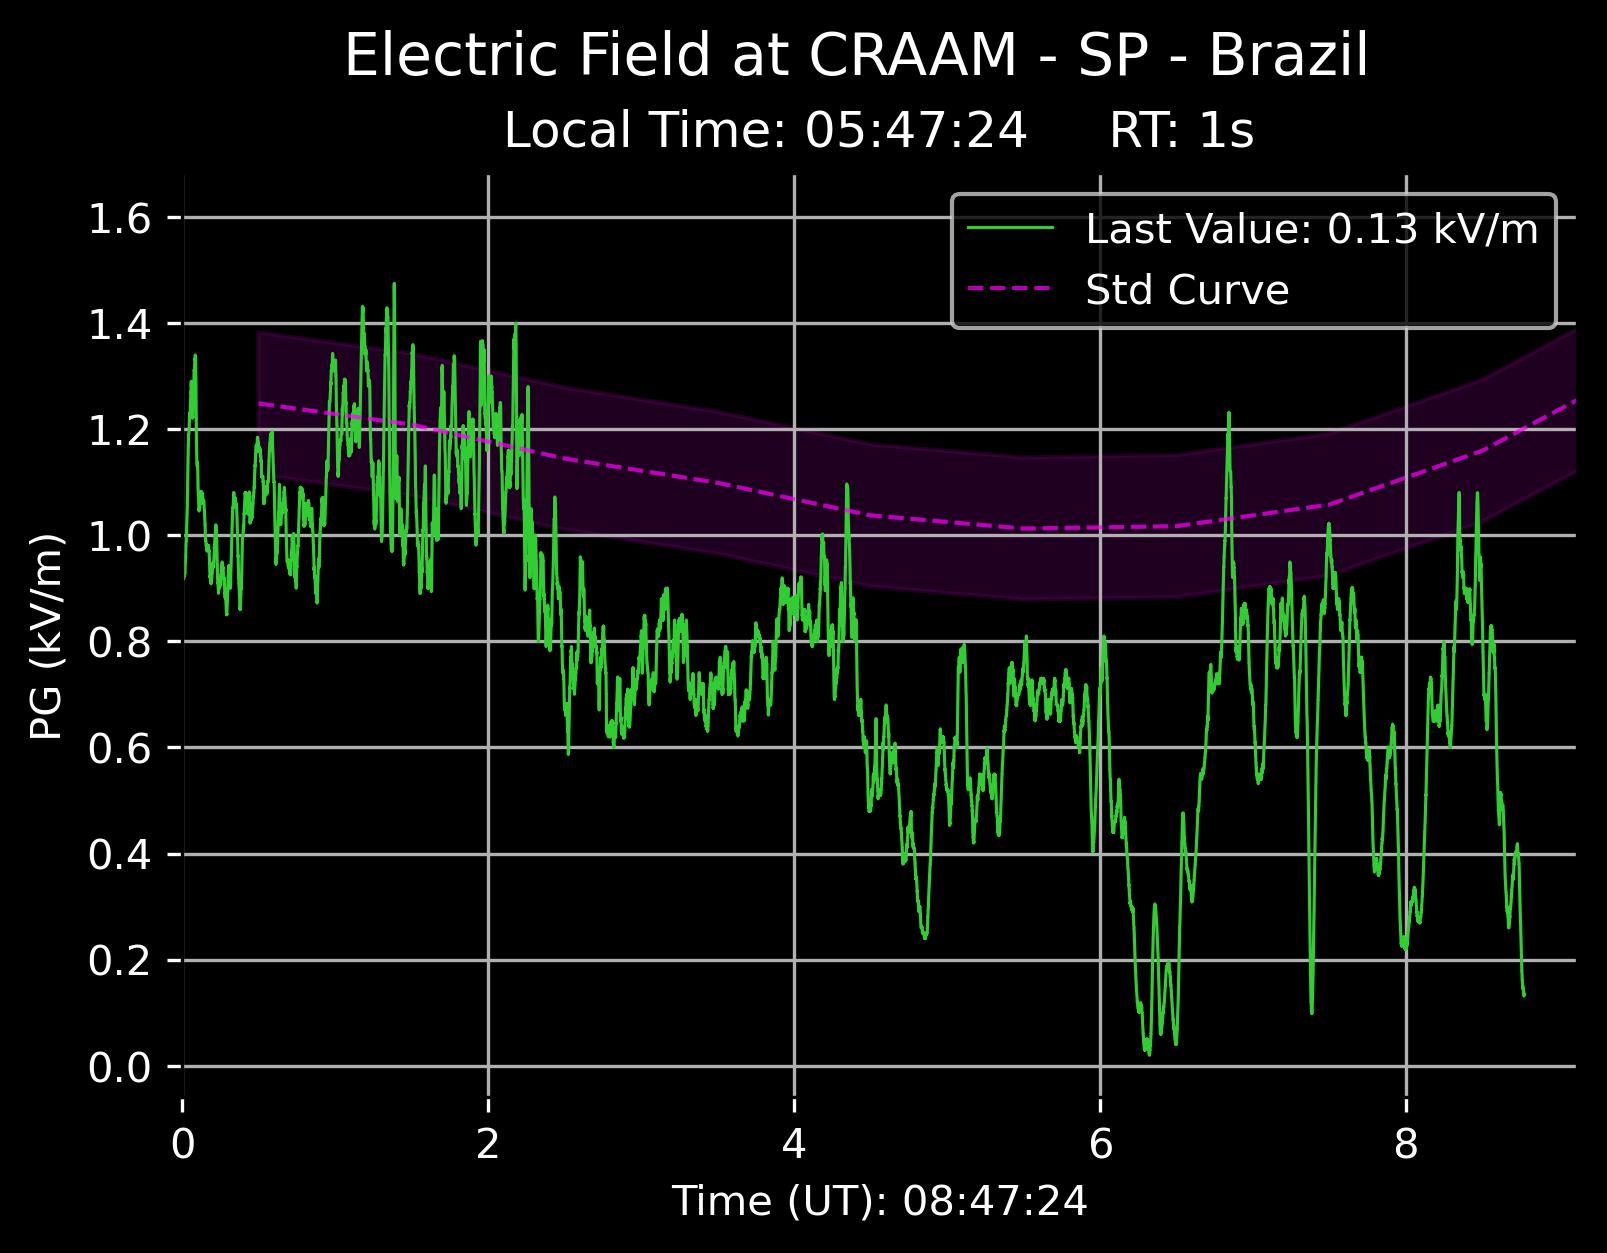 Electric Field at CRAAM - SP - Brazil
Local Time: 05:47:24 RT: 1s
Last Value: 0.13 kV/m
Std Curve
PG (kV/m)
1.6
1.4
1.2
1.0
0.8
0.6
0.4
0.2
0.0
0 2 4 6 8
Time (UT): 08:47:24